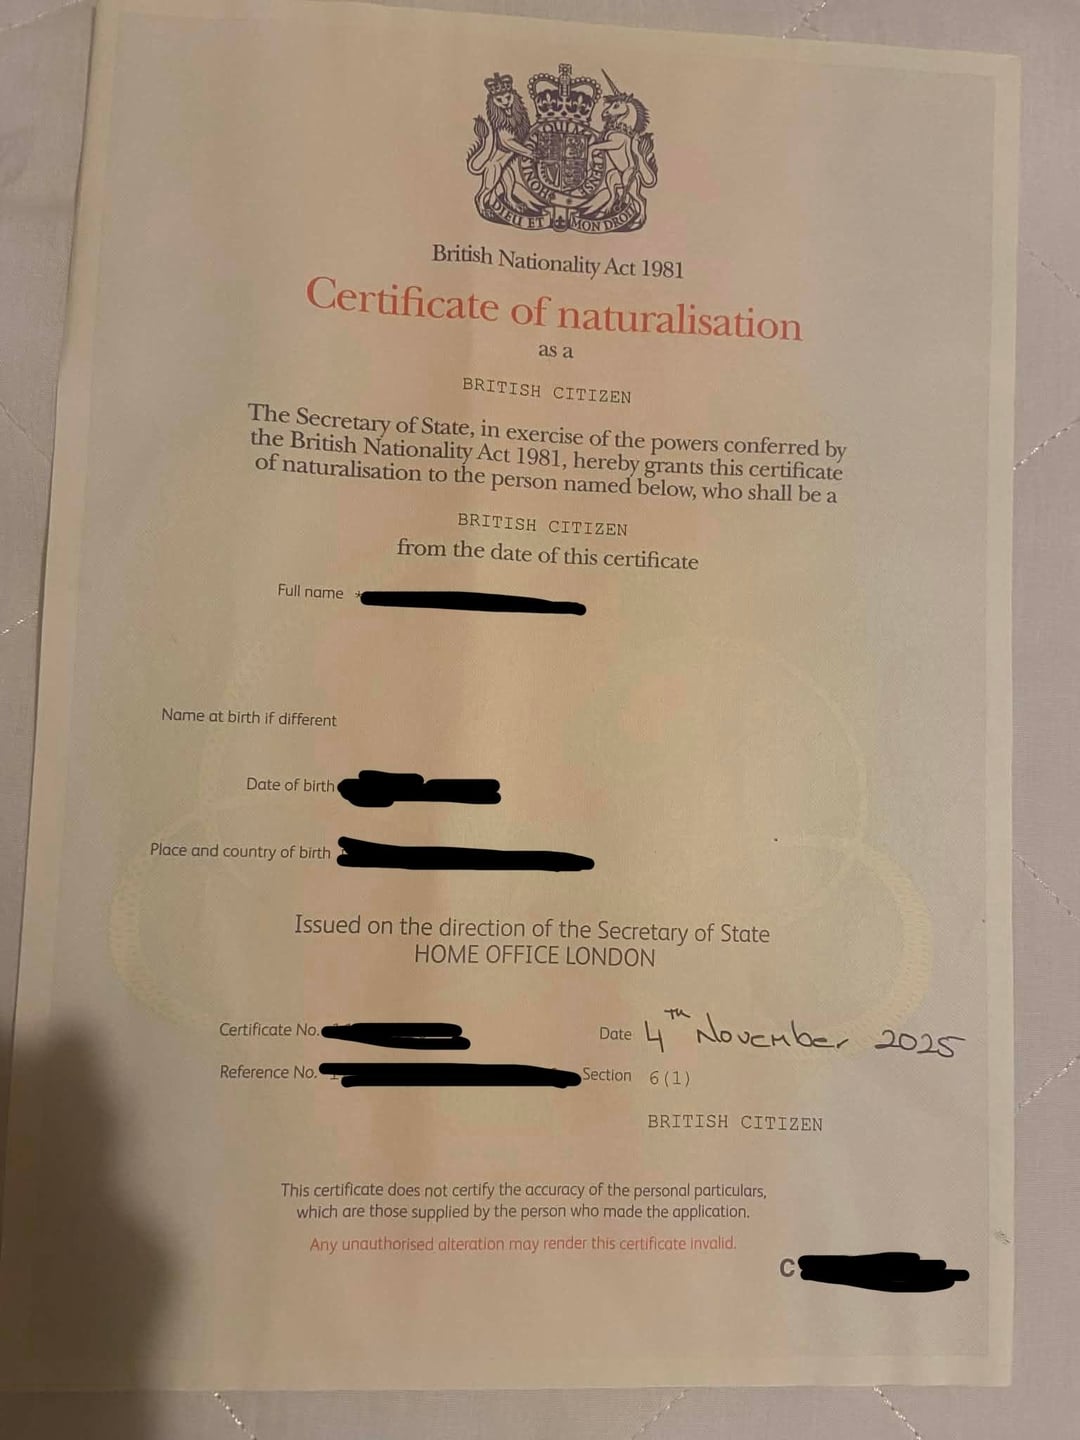 DIEU ET MON DROIT
British Nationality Act 1981
Certificate of naturalisation
as a
BRITISH CITIZEN
The Secretary of State, in exercise of the powers conferred by
the British Nationality Act 1981, hereby grants this certificate
of naturalisation to the person named below, who shall be a
BRITISH CITIZEN
from the date of this certificate
Full name *
Name at birth if different
Date of birth
Place and country of birth
Issued on the direction of the Secretary of State
HOME OFFICE LONDON
Certificate No. Date 4TH November 2025
Reference No. Section 6(1)
BRITISH CITIZEN
This certificate does not certify the accuracy of the personal particulars,
which are those supplied by the person who made the application.
Any unauthorised alteration may render this certificate invalid.
C